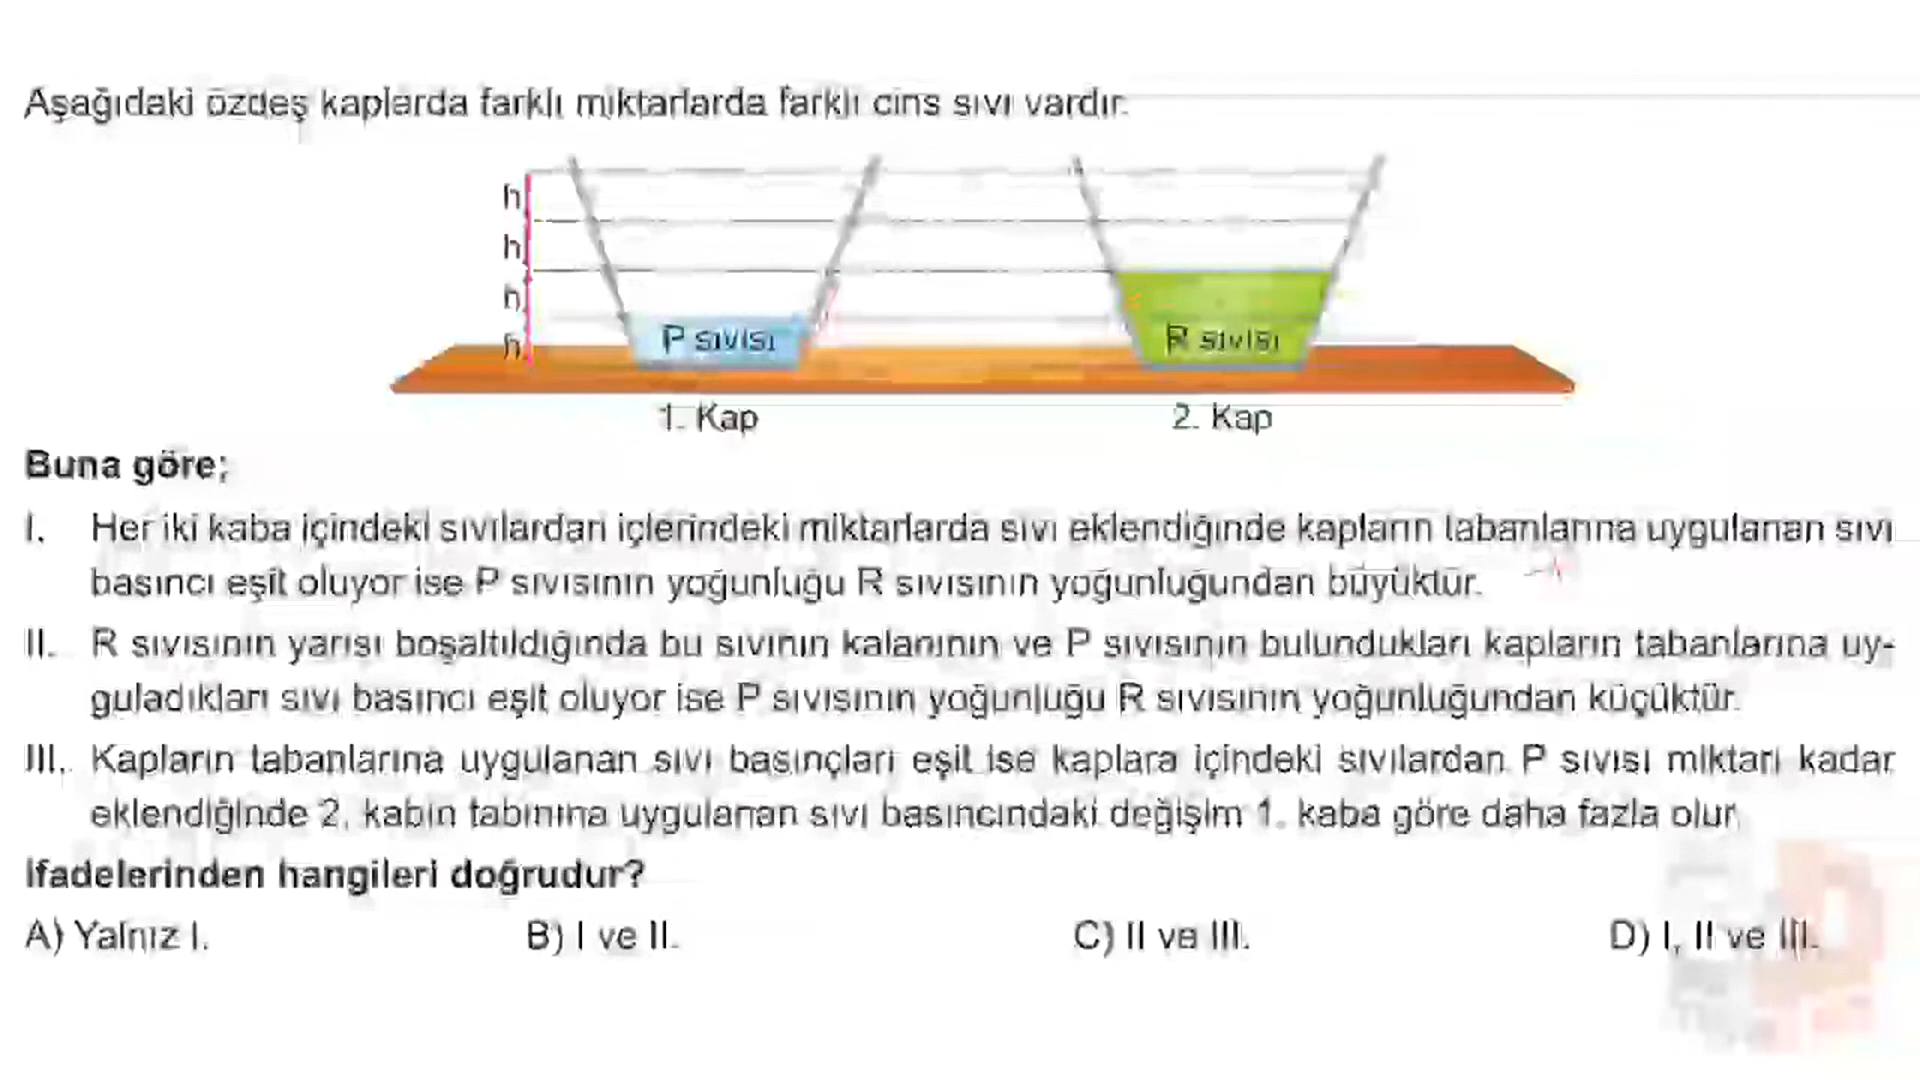 Aşağıdaki özdeş kaplarda farklı miktarlarda farklı cins sıvı vardır.
h
h
h
h
P sıvısı
R sıvısı
1. Kap
2. Kap
Buna göre;
I. Her iki kaba içindeki sıvılardan içlerindeki miktarlarda sıvı eklendiğinde kapların tabanlarına uygulanan sıvı
basıncı eşit oluyor ise P sıvısının yoğunluğu R sıvısının yoğunluğundan büyüktür.
II. R sıvısının yarısı boşaltıldığında bu sıvının kalanının ve P sıvısının bulundukları kapların tabanlarına uy-
guladıkları sıvı basıncı eşit oluyor ise P sıvısının yoğunluğu R sıvısının yoğunluğundan küçüktür.
III. Kapların tabanlarına uygulanan sıvı basınçları eşit ise kaplara içindeki sıvılardan P sıvısı miktarı kadar
eklendiğinde 2. kabın tabınına uygulanan sıvı basıncındaki değişim 1. kaba göre daha fazla olur.
İfadelerinden hangileri doğrudur?
A) Yalnız I.
B) I ve II.
C) II ve III.
D) I, II ve III.